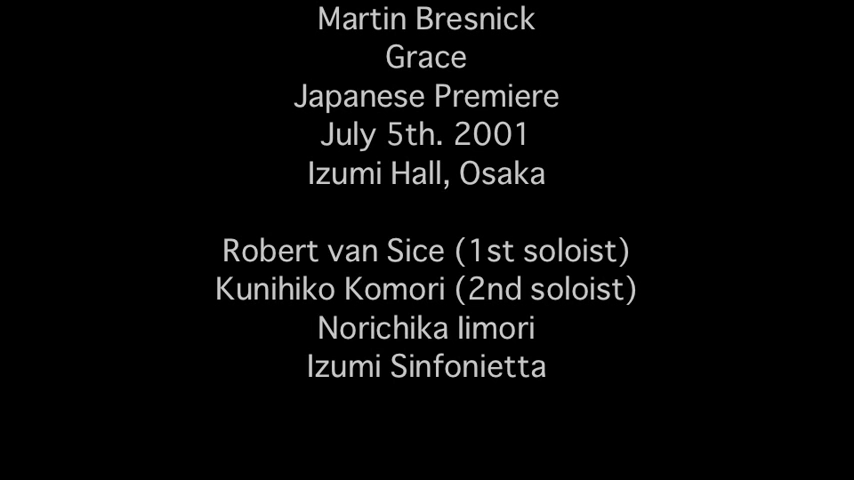 Martin Bresnick
Grace
Japanese Premiere
July 5th. 2001
Izumi Hall, Osaka
Robert van Sice (1st soloist)
Kunihiko Komori (2nd soloist)
Norichika Iimori
Izumi Sinfonietta